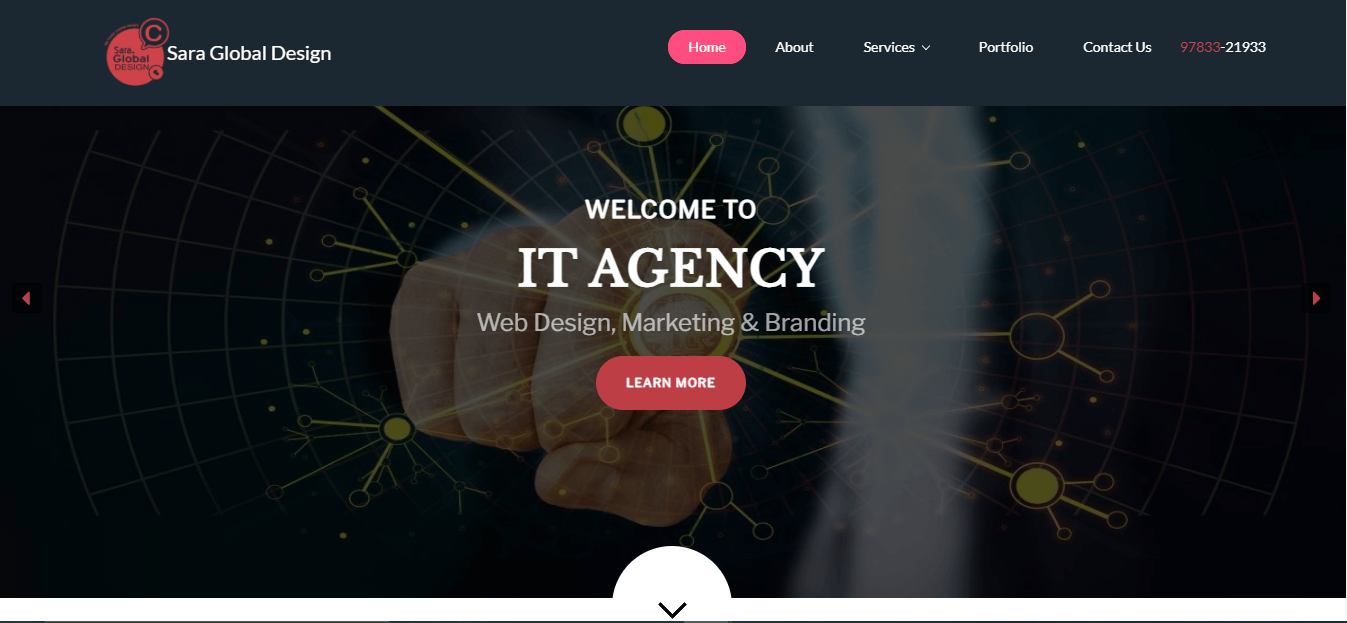 Sara.
Global
DESIGN
Sara Global Design
Home
About
Services
Portfolio
Contact Us
97833-21933
WELCOME TO
IT AGENCY
Web Design, Marketing & Branding
LEARN MORE